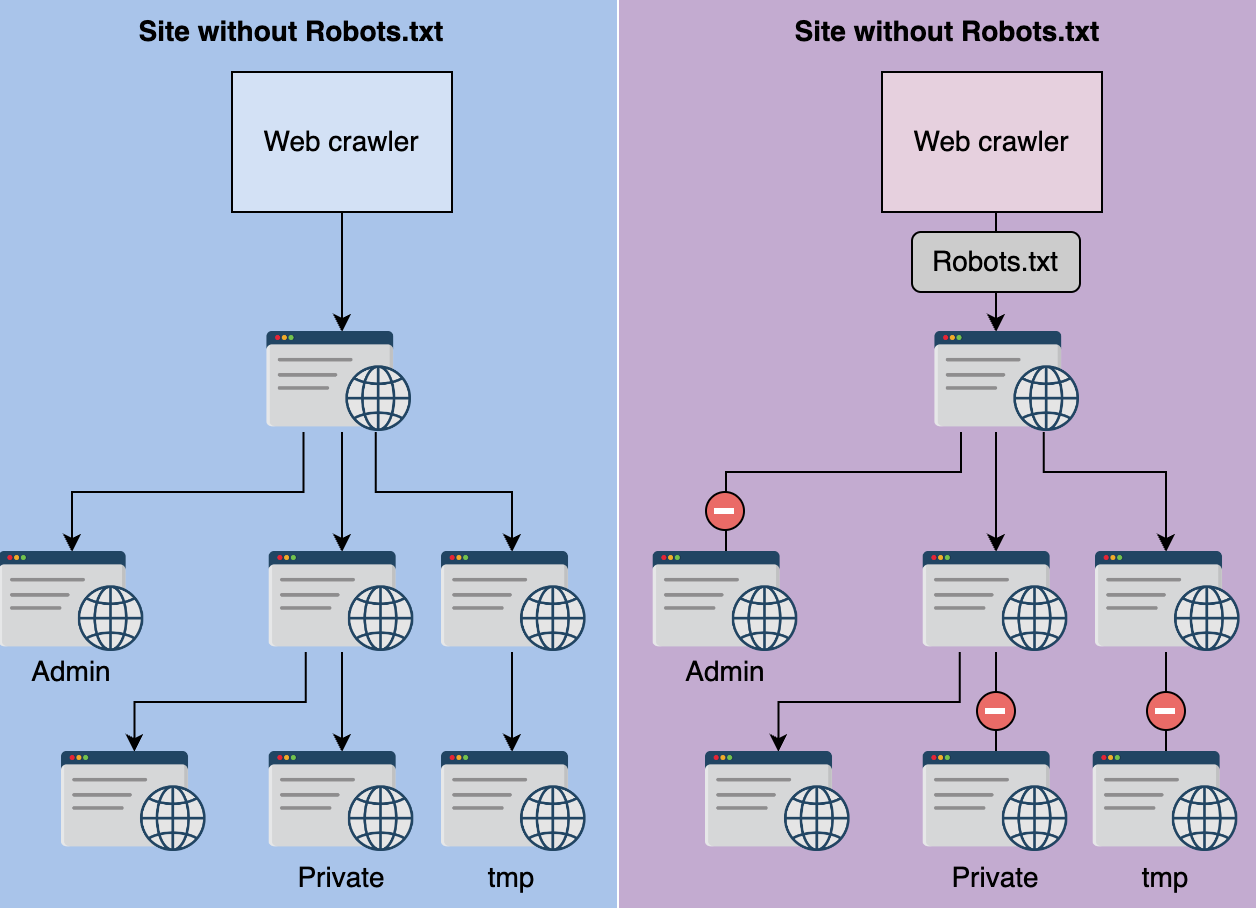 Site without Robots.txt
Web crawler
Admin
Private
tmp
Site without Robots.txt
Web crawler
Robots.txt
Admin
Private
tmp